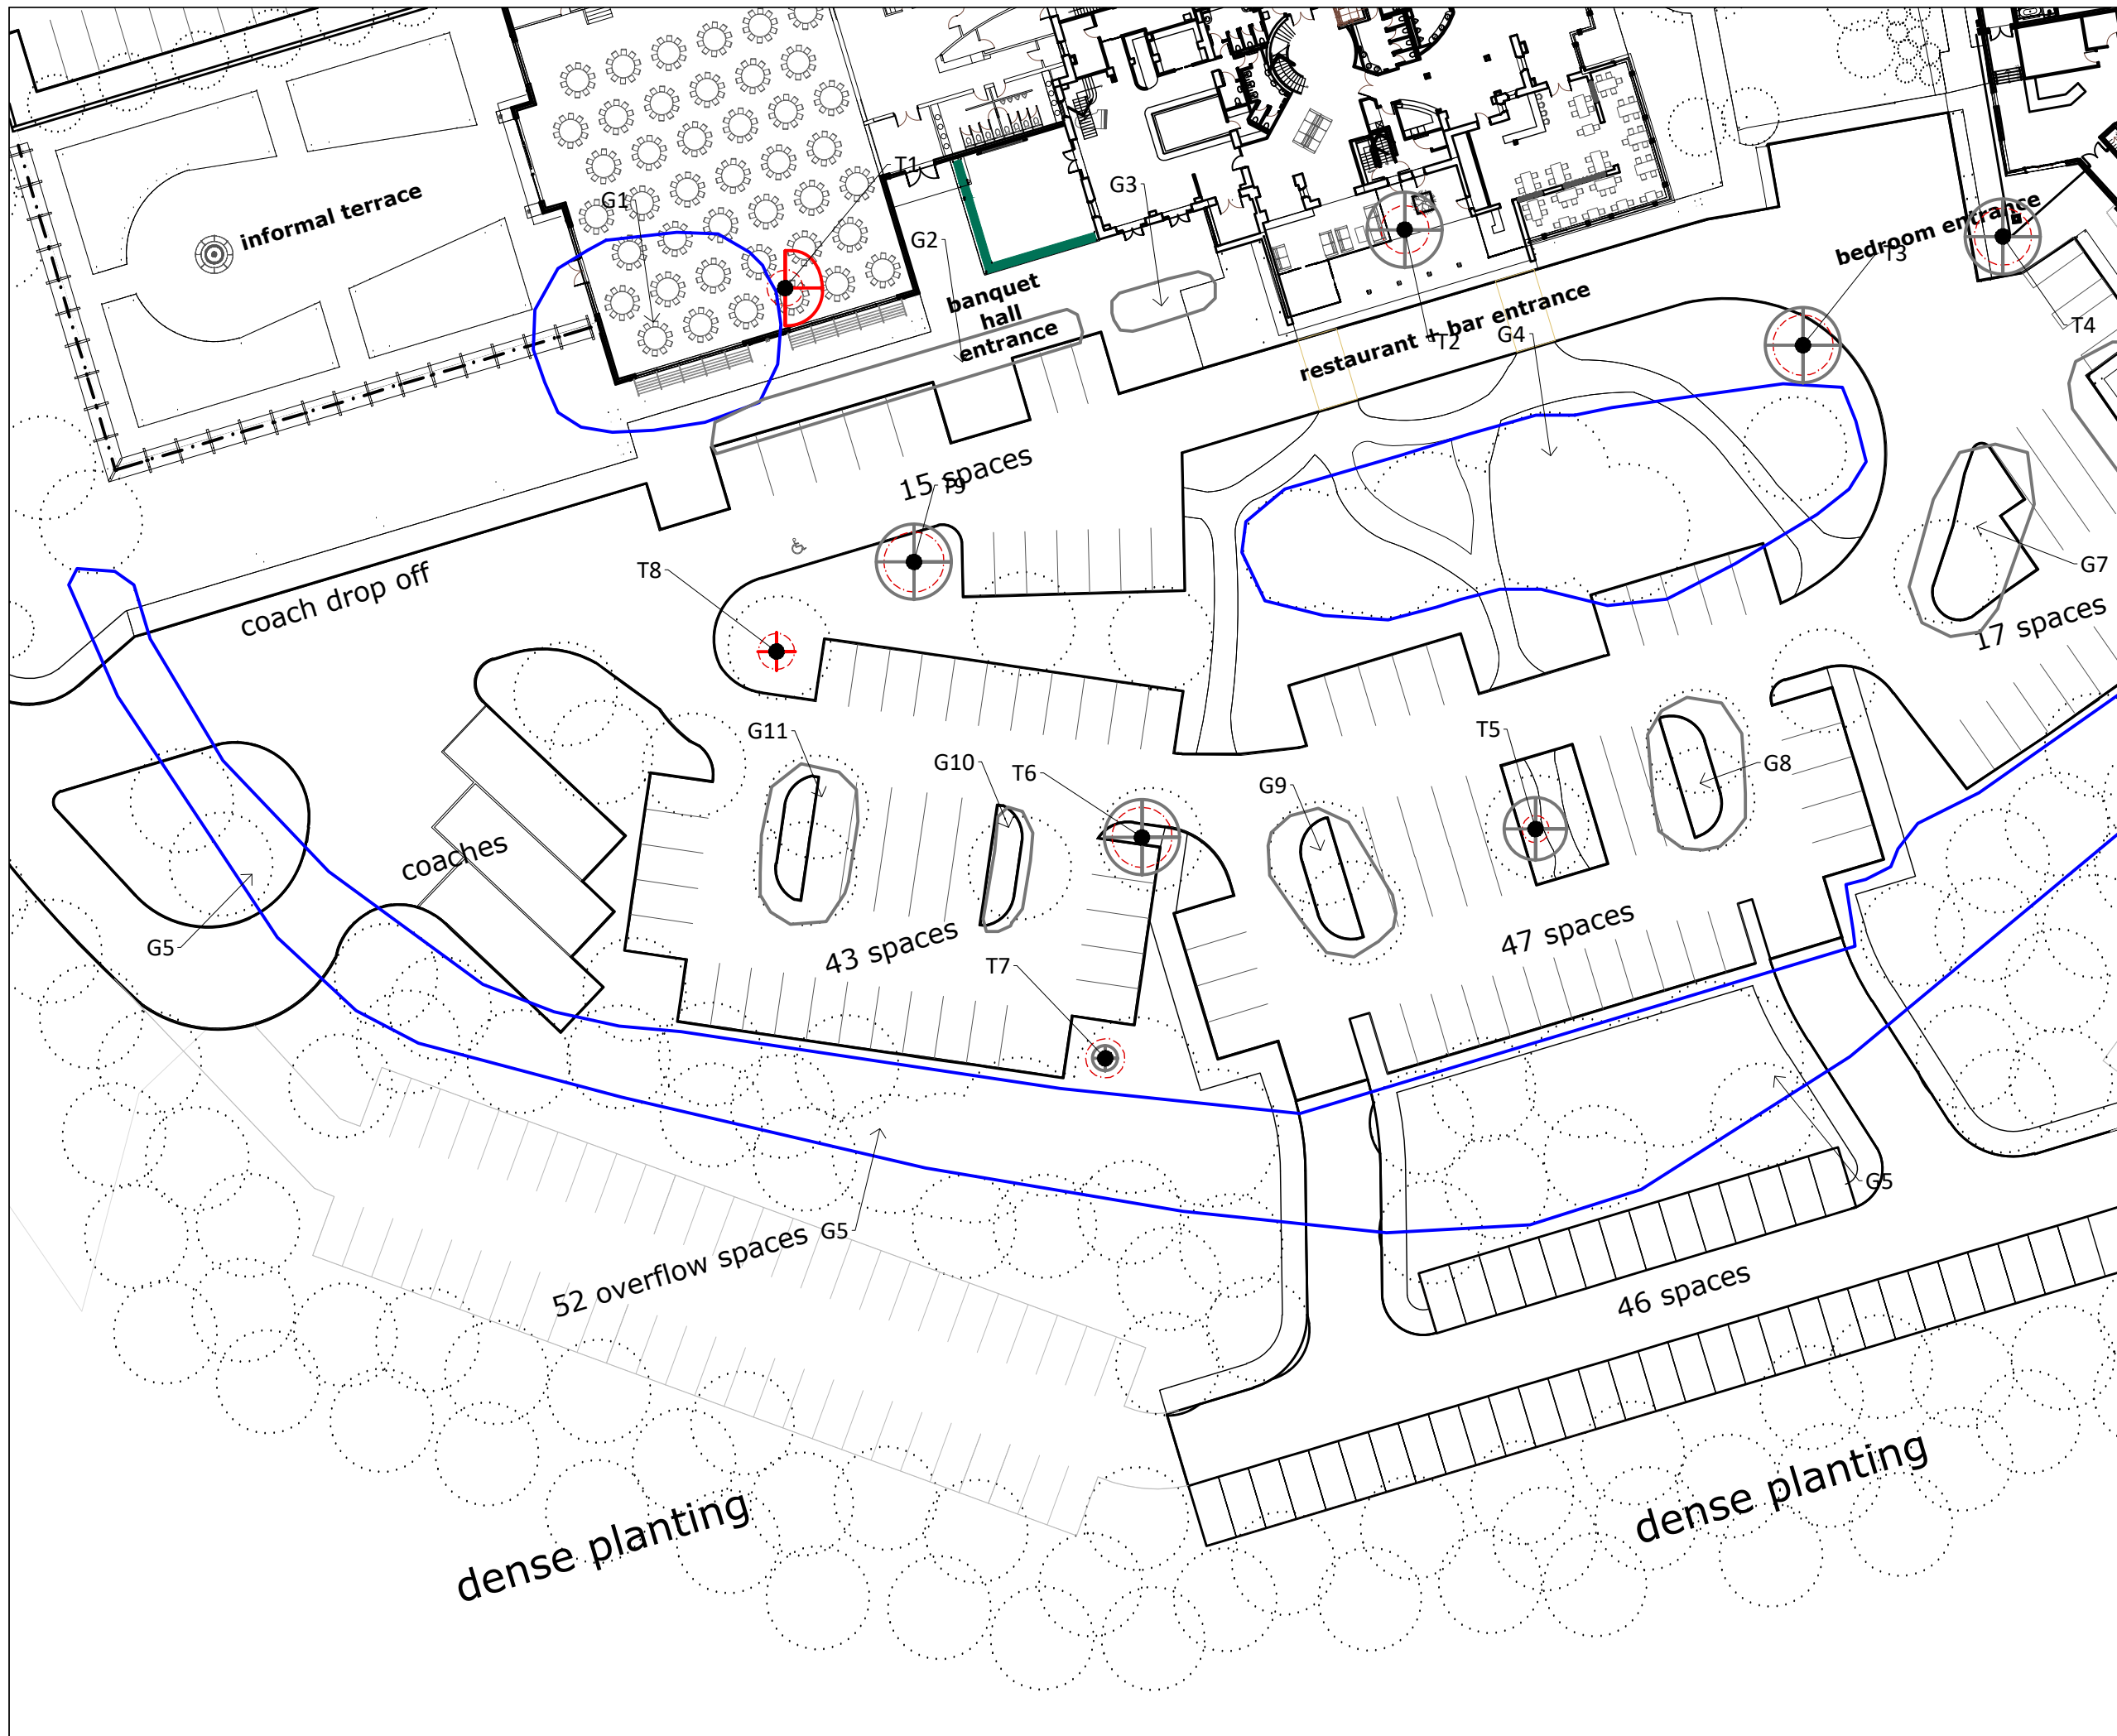 T1
G1
informal terrace
G3
G2
bedroom entrance
T3
banquet
hall
entrance
restaurant + bar entrance
T2
G4
T4
15 spaces
T9
T8
coach drop off
G7
17 spaces
G11
G10
T6
T5
G9
G8
coaches
G5
43 spaces
47 spaces
T7
G5
G5
52 overflow spaces
46 spaces
dense planting
dense planting